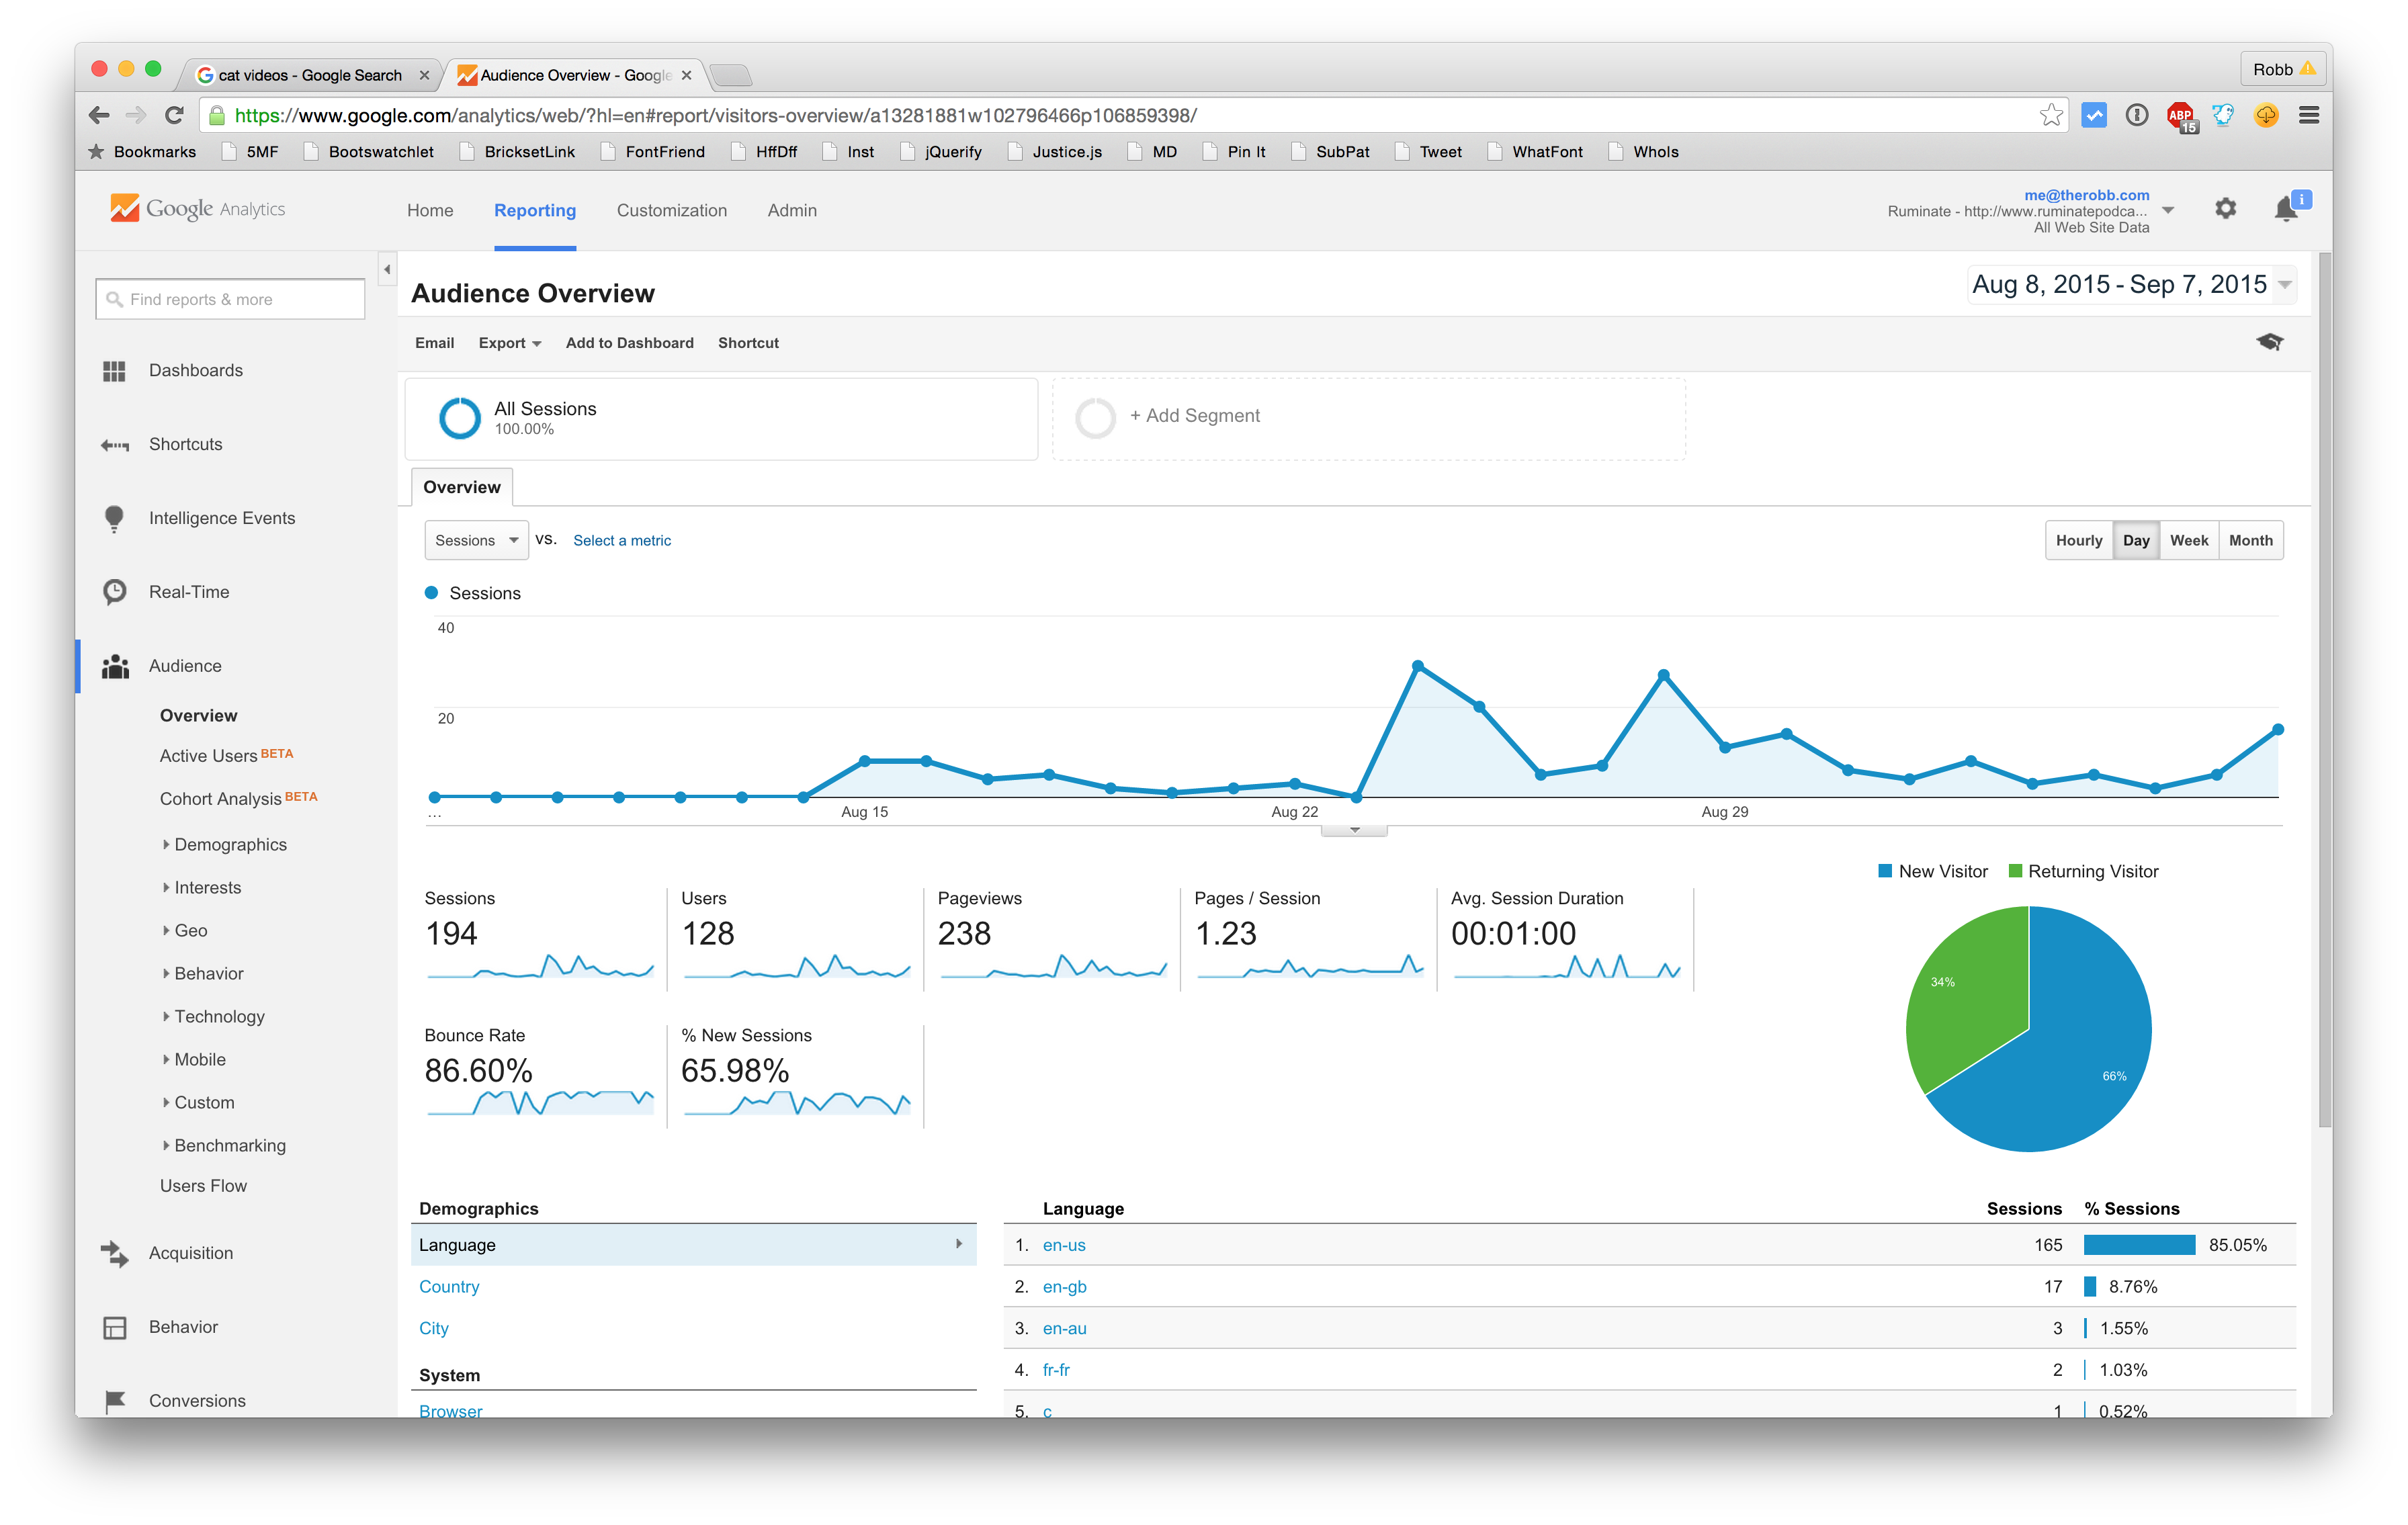 cat videos - Google Search
Audience Overview - Google
Robb
https://www.google.com/analytics/web/?hl=en#report/visitors-overview/a13281881w102796466p106859398/
ABP
15
Bookmarks 5MF Bootswatchlet BricksetLink FontFriend HffDff Inst jQuerify Justice.js MD Pin It SubPat Tweet WhatFont WhoIs
Google Analytics
Home Reporting Customization Admin
me@therobb.com
Ruminate - http://www.ruminatepodca...
All Web Site Data
i
Find reports & more
Dashboards
Shortcuts
Intelligence Events
Real-Time
Audience
Overview
Active Users BETA
Cohort Analysis BETA
Demographics
Interests
Geo
Behavior
Technology
Mobile
Custom
Benchmarking
Users Flow
Acquisition
Behavior
Conversions
Audience Overview
Aug 8, 2015 - Sep 7, 2015
Email Export Add to Dashboard Shortcut
All Sessions
100.00%
+ Add Segment
Overview
Sessions vs. Select a metric
Hourly Day Week Month
Sessions
40
20
... Aug 15 Aug 22 Aug 29
New Visitor Returning Visitor
34%
66%
Sessions
194
Users
128
Pageviews
238
Pages / Session
1.23
Avg. Session Duration
00:01:00
Bounce Rate
86.60%
% New Sessions
65.98%
Demographics
Language
Country
City
System
Browser
Language Sessions % Sessions
1. en-us 165 85.05%
2. en-gb 17 8.76%
3. en-au 3 1.55%
4. fr-fr 2 1.03%
5. c 1 0.52%